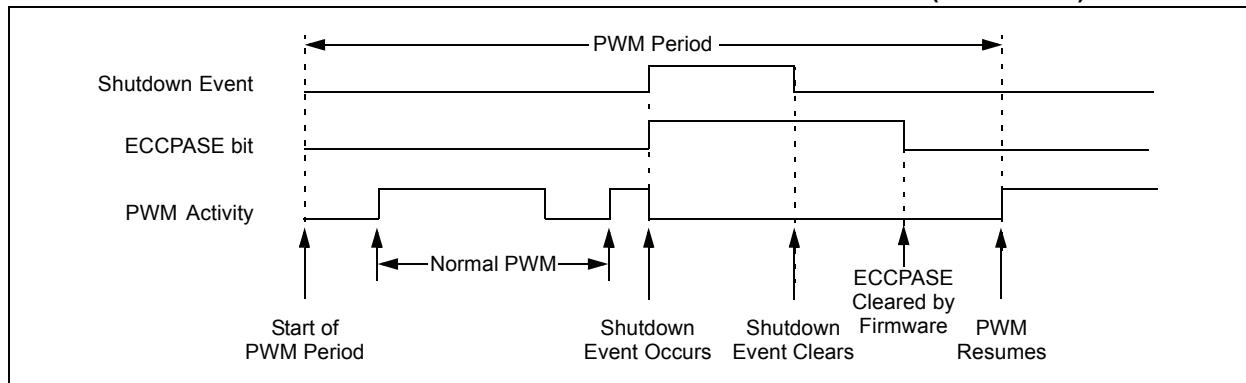 PWM Period
Shutdown Event
ECCPASE bit
PWM Activity
Normal PWM
Start of
PWM Period
Shutdown
Event Occurs
Shutdown
Event Clears
ECCPASE
Cleared by
Firmware
PWM
Resumes